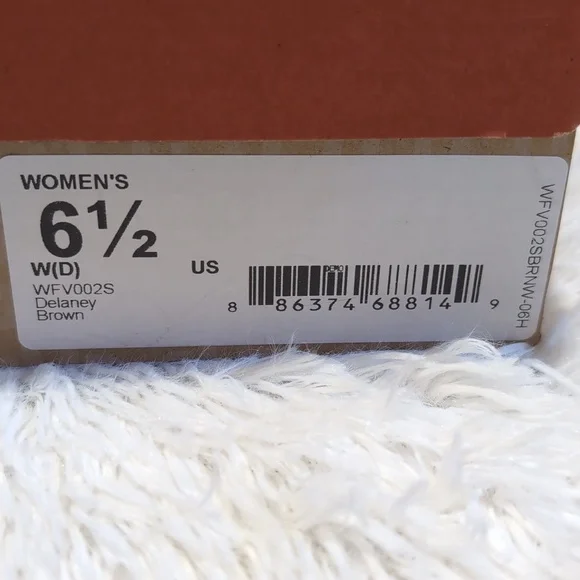 WOMEN'S
6½
W(D)
US
WFV002S
Delaney
Brown
8 86374 68814 9
WFV002SBRNW-06H